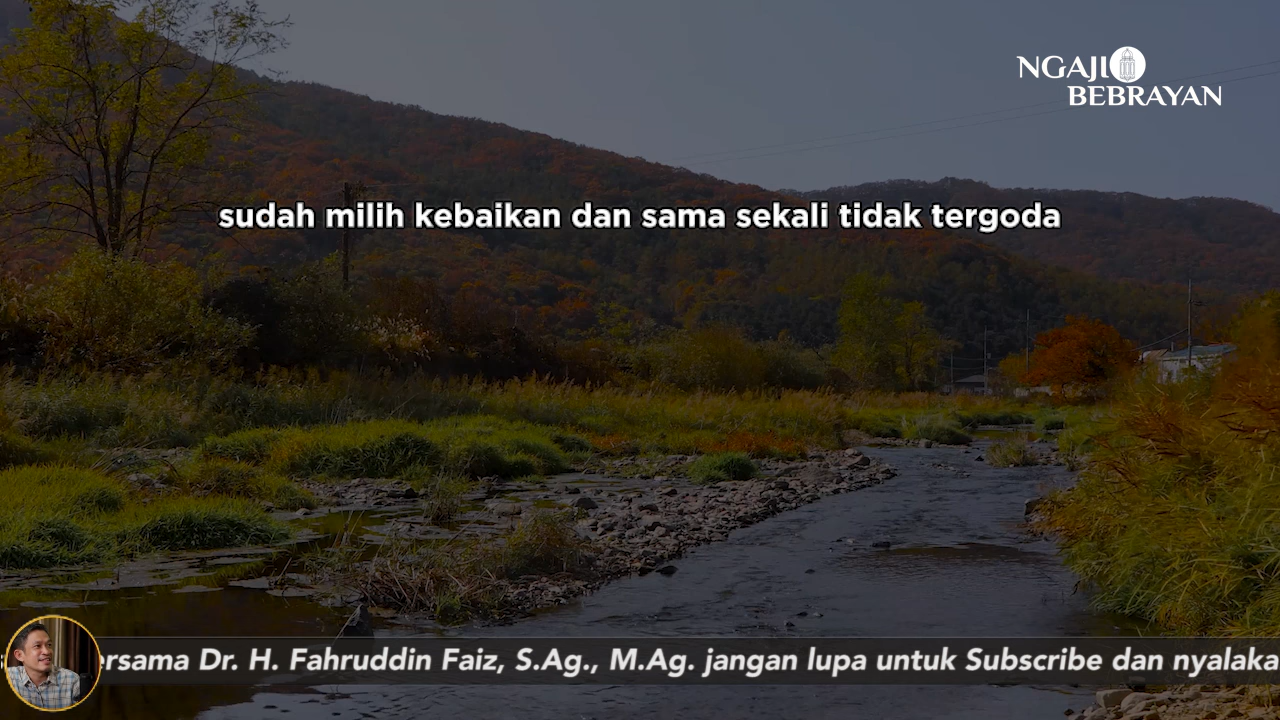 NGAJI
BEBRAYAN
sudah milih kebaikan dan sama sekali tidak tergoda
ersama Dr. H. Fahruddin Faiz, S.Ag., M.Ag. jangan lupa untuk Subscribe dan nyalaka